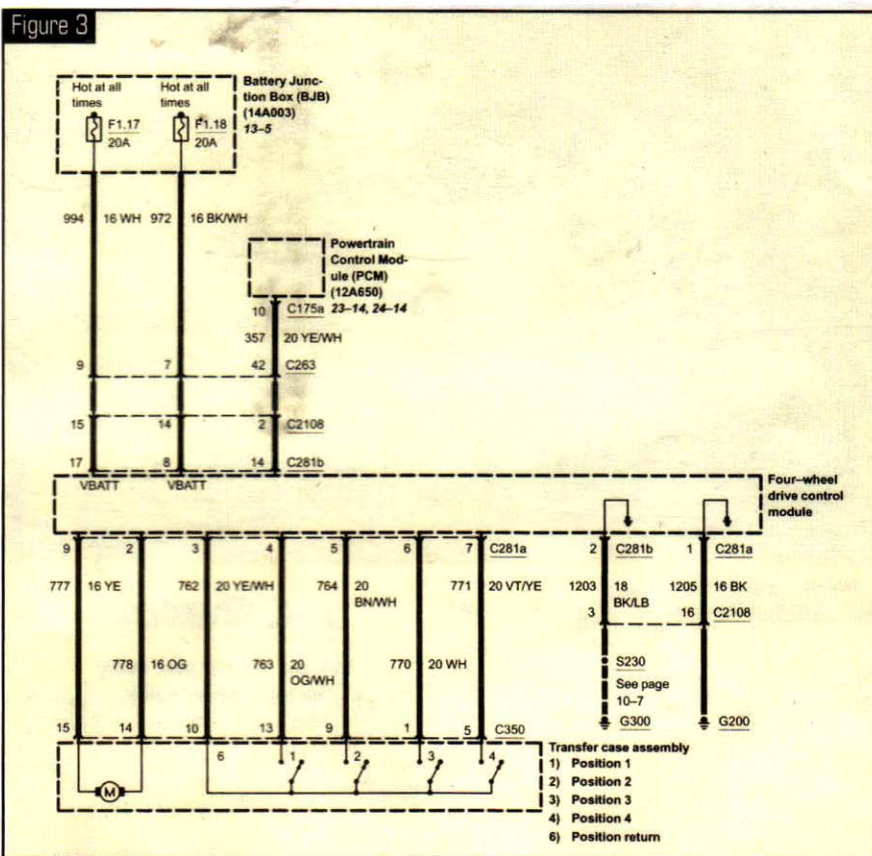 Figure 3
Hot at all times
Hot at all times
Battery Junc-
tion Box (BJB)
(14A003)
13–5
F1.17
20A
F1.18
20A
994 16 WH 972 16 BK/WH
Powertrain
Control Mod-
ule (PCM)
(12A650)
23–14, 24–14
10 C175a
357 20 YE/WH
9 7 42 C263
15 14 2 C2108
17 8 14 C281b
VBATT VBATT
Four–wheel
drive control
module
9 2 3 4 5 6 7 C281a 2 C281b 1 C281a
777 16 YE 762 20 YE/WH 764 20 BN/WH 771 20 VT/YE 1203 18 BK/LB 1205 16 BK
3 16 C2108
778 16 OG 763 20 OG/WH 770 20 WH
S230
See page
10–7
G300 G200
15 14 10 13 9 1 5 C350
6 1 2 3 4
M
Transfer case assembly
1) Position 1
2) Position 2
3) Position 3
4) Position 4
6) Position return